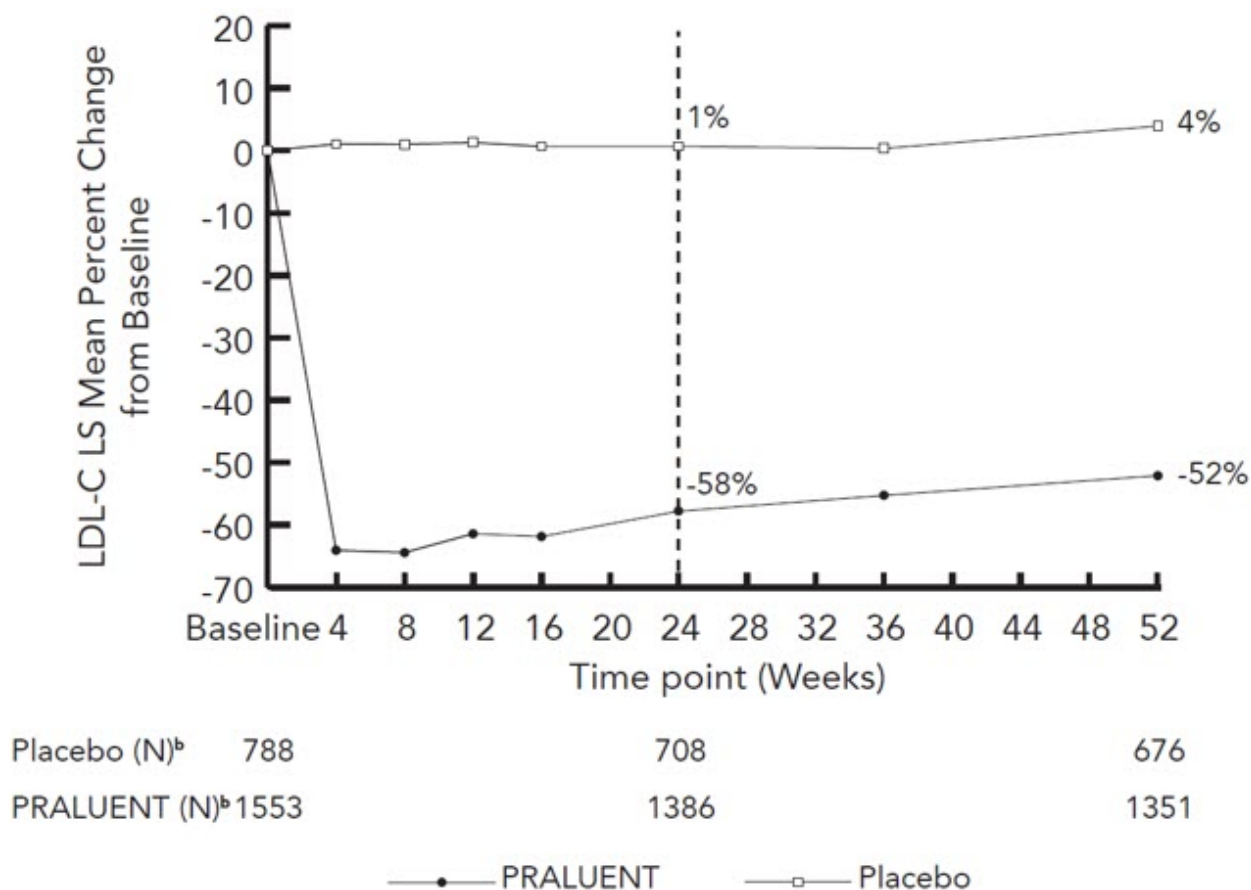 LDL-C LS Mean Percent Change
from Baseline
20
10
0
-10
-20
-30
-40
-50
-60
-70
1%
4%
-58%
-52%
Baseline 4 8 12 16 20 24 28 32 36 40 44 48 52
Time point (Weeks)
Placebo (N)ᵇ 788 708 676
PRALUENT (N)ᵇ 1553 1386 1351
PRALUENT Placebo